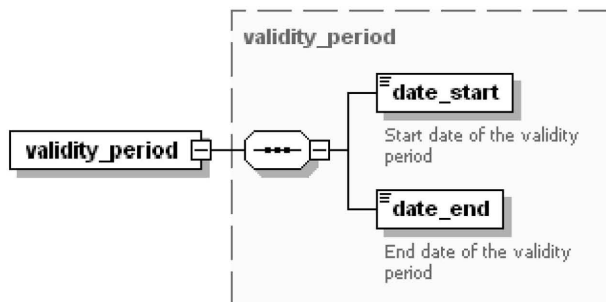 validity_period
validity_period
date_start
Start date of the validity
period
date_end
End date of the validity
period